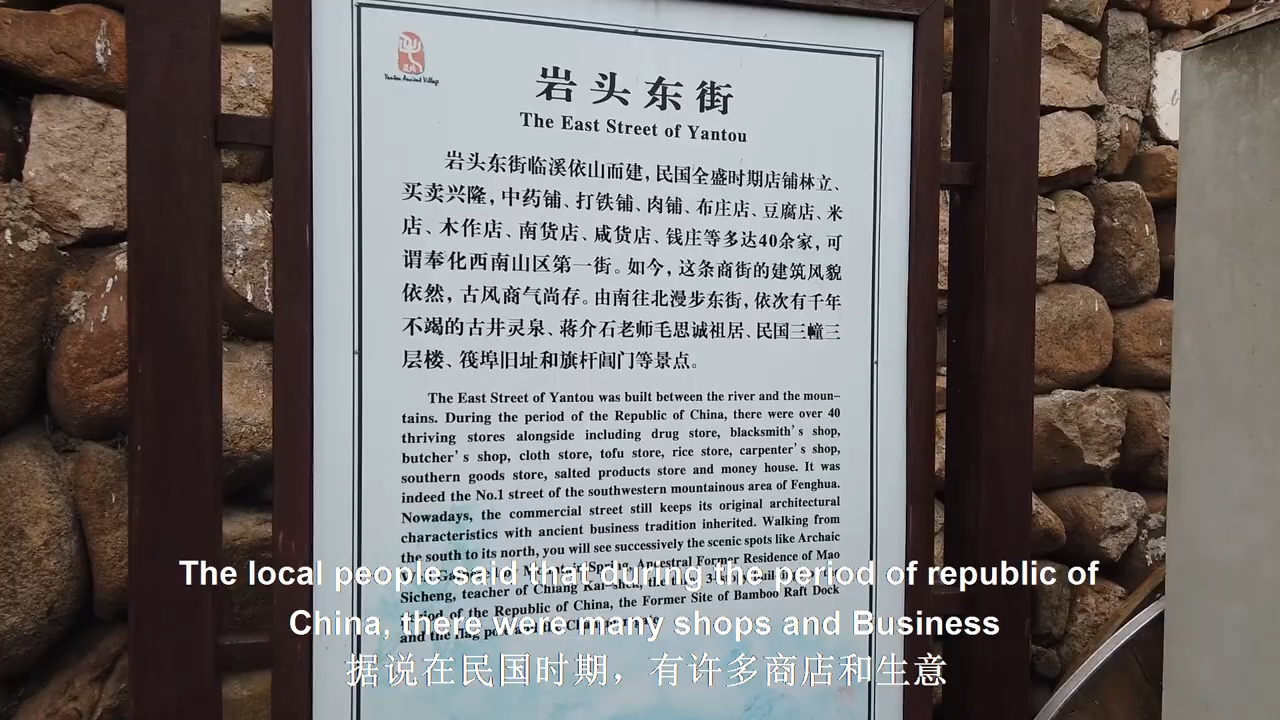 Yantou Ancient Village
岩头东街
The East Street of Yantou
岩头东街临溪依山而建，民国全盛时期店铺林立、
买卖兴隆，中药铺、打铁铺、肉铺、布庄店、豆腐店、米
店、木作店、南货店、咸货店、钱庄等多达40余家，可
谓奉化西南山区第一街。如今，这条商街的建筑风貌
依然，古风商气尚存。由南往北漫步东街，依次有千年
不竭的古井灵泉、蒋介石老师毛思诚祖居、民国三幢三
层楼、筏埠旧址和旗杆阊门等景点。
The East Street of Yantou was built between the river and the moun-
tains. During the period of the Republic of China, there were over 40
thriving stores alongside including drug store, blacksmith's shop,
butcher's shop, cloth store, tofu store, rice store, carpenter's shop,
southern goods store, salted products store and money house. It was
indeed the No.1 street of the southwestern mountainous area of Fenghua.
Nowadays, the commercial street still keeps its original architectural
characteristics with ancient business tradition inherited. Walking from
the south to its north, you will see successively the scenic spots like Archaic
Spring, Ancestral Former Residence of Mao
Sicheng, teacher of Chiang
of the Republic of China, the Former Site of Bamboo Raft Dock
and the flag
The local people said that during the period of republic of
China, there were many shops and Business
据说在民国时期，有许多商店和生意